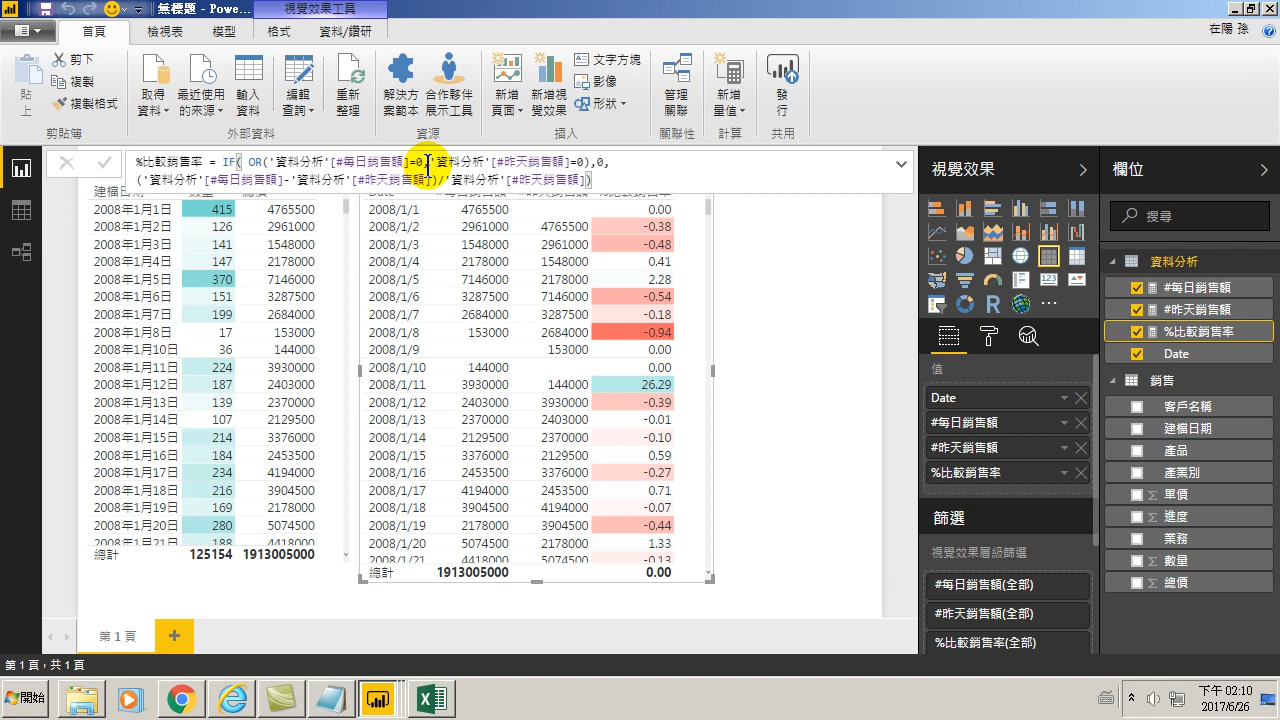 無標題 - Powe...
視覺效果工具
首頁
檢視表
模型
格式
資料/鑽研
在陽 孫
貼上
剪下
複製
複製格式
取得資料
最近使用的來源
輸入資料
編輯查詢
重新整理
解決方案範本
合作夥伴展示工具
新增頁面
新增視覺效果
文字方塊
影像
形狀
管理關聯
新增量值
發行
剪貼簿
外部資料
資源
插入
關聯性
計算
共用
%比較銷售率 = IF( OR('資料分析'[#每日銷售額]=0,'資料分析'[#昨天銷售額]=0),0,
('資料分析'[#每日銷售額]-'資料分析'[#昨天銷售額])/'資料分析'[#昨天銷售額])
2008年1月1日 415 4765500
2008年1月2日 126 2961000
2008年1月3日 141 1548000
2008年1月4日 147 2178000
2008年1月5日 370 7146000
2008年1月6日 151 3287500
2008年1月7日 199 2684000
2008年1月8日 17 153000
2008年1月10日 36 144000
2008年1月11日 224 3930000
2008年1月12日 187 2403000
2008年1月13日 139 2370000
2008年1月14日 107 2129500
2008年1月15日 214 3376000
2008年1月16日 184 2453500
2008年1月17日 234 4194000
2008年1月18日 216 3904500
2008年1月19日 169 2178000
2008年1月20日 280 5074500
2008年1月21日 188 4418000
總計 125154 1913005000
2008/1/1 4765500 0.00
2008/1/2 2961000 4765500 -0.38
2008/1/3 1548000 2961000 -0.48
2008/1/4 2178000 1548000 0.41
2008/1/5 7146000 2178000 2.28
2008/1/6 3287500 7146000 -0.54
2008/1/7 2684000 3287500 -0.18
2008/1/8 153000 2684000 -0.94
2008/1/9 153000 0.00
2008/1/10 144000 0.00
2008/1/11 3930000 144000 26.29
2008/1/12 2403000 3930000 -0.39
2008/1/13 2370000 2403000 -0.01
2008/1/14 2129500 2370000 -0.10
2008/1/15 3376000 2129500 0.59
2008/1/16 2453500 3376000 -0.27
2008/1/17 4194000 2453500 0.71
2008/1/18 3904500 4194000 -0.07
2008/1/19 2178000 3904500 -0.44
2008/1/20 5074500 2178000 1.33
2008/1/21 4418000 5074500 -0.13
總計 1913005000 0.00
視覺效果
值
Date
#每日銷售額
#昨天銷售額
%比較銷售率
篩選
視覺效果層級篩選
#每日銷售額(全部)
#昨天銷售額(全部)
%比較銷售率(全部)
欄位
搜尋
資料分析
#每日銷售額
#昨天銷售額
%比較銷售率
Date
銷售
客戶名稱
建檔日期
產品
產業別
單價
進度
業務
數量
總價
第 1 頁
第 1 頁，共 1 頁
開始
下午 02:10
2017/6/26